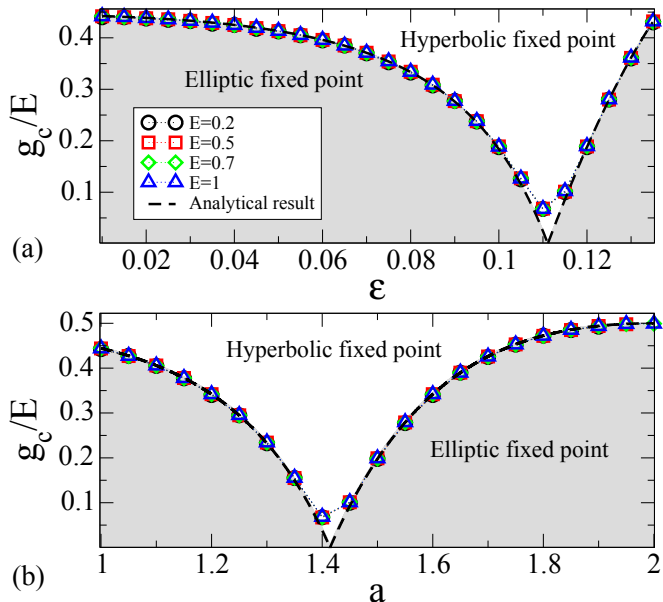 0.4
0.3
0.2
0.1
g_c/E
Hyperbolic fixed point
Elliptic fixed point
E=0.2
E=0.5
E=0.7
E=1
Analytical result
(a)
0.02 0.04 0.06 0.08 0.10 0.12
ε
0.5
0.4
0.3
0.2
0.1
g_c/E
Hyperbolic fixed point
Elliptic fixed point
(b)
1 1.2 1.4 1.6 1.8 2
a